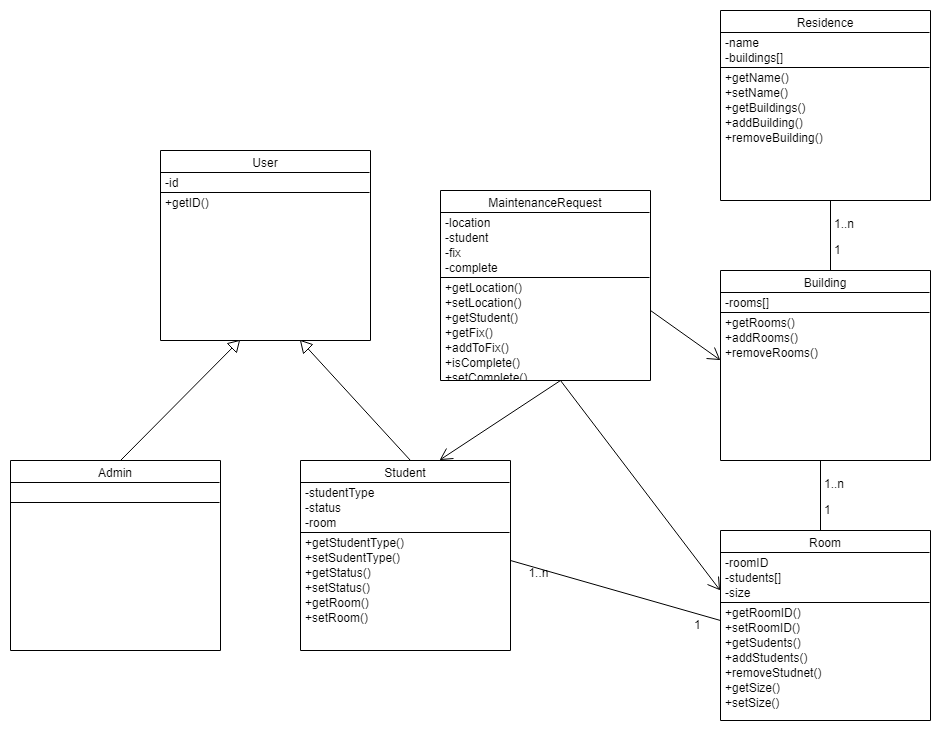 Residence
-name
-buildings[]
+getName()
+setName()
+getBuildings()
+addBuilding()
+removeBuilding()
1..n
1
User
-id
+getID()
MaintenanceRequest
-location
-student
-fix
-complete
+getLocation()
+setLocation()
+getStudent()
+getFix()
+addToFix()
+isComplete()
+setComplete()
Building
-rooms[]
+getRooms()
+addRooms()
+removeRooms()
1..n
1
Admin
Student
-studentType
-status
-room
+getStudentType()
+setSudentType()
+getStatus()
+setStatus()
+getRoom()
+setRoom()
1..n
1
Room
-roomID
-students[]
-size
+getRoomID()
+setRoomID()
+getSudents()
+addStudents()
+removeStudnet()
+getSize()
+setSize()